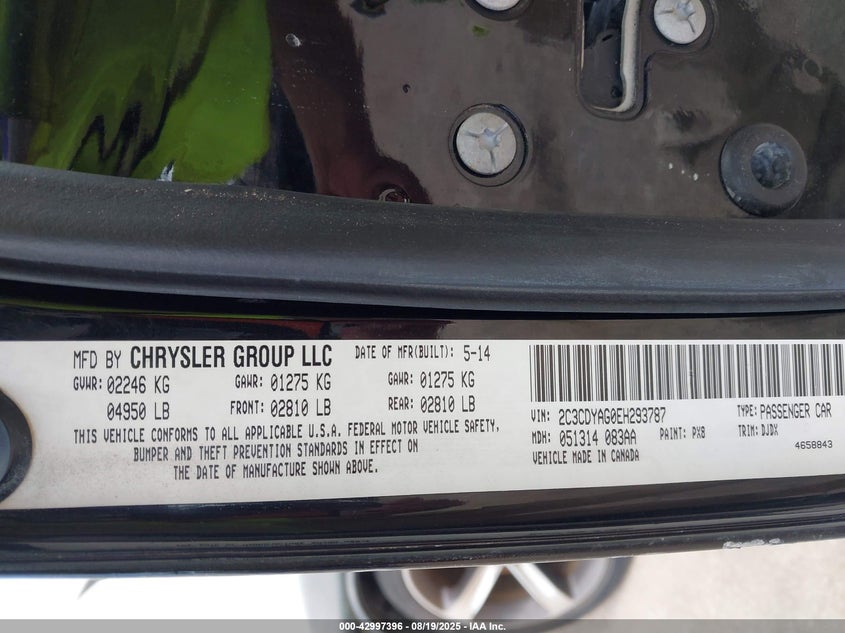 MFD BY CHRYSLER GROUP LLC DATE OF MFR(BUILT): 5-14
GVWR: 02246 KG GAWR: 01275 KG GAWR: 01275 KG
04950 LB FRONT: 02810 LB REAR: 02810 LB
THIS VEHICLE CONFORMS TO ALL APPLICABLE U.S.A. FEDERAL MOTOR VEHICLE SAFETY,
BUMPER AND THEFT PREVENTION STANDARDS IN EFFECT ON
THE DATE OF MANUFACTURE SHOWN ABOVE.
VIN: 2C3CDYAG0EH293787 TYPE: PASSENGER CAR
MDH: 051314 083AA PAINT: PX8 TRIM: DJDX
VEHICLE MADE IN CANADA 4658843
000-42997396 - 08/19/2025 - IAA Inc.